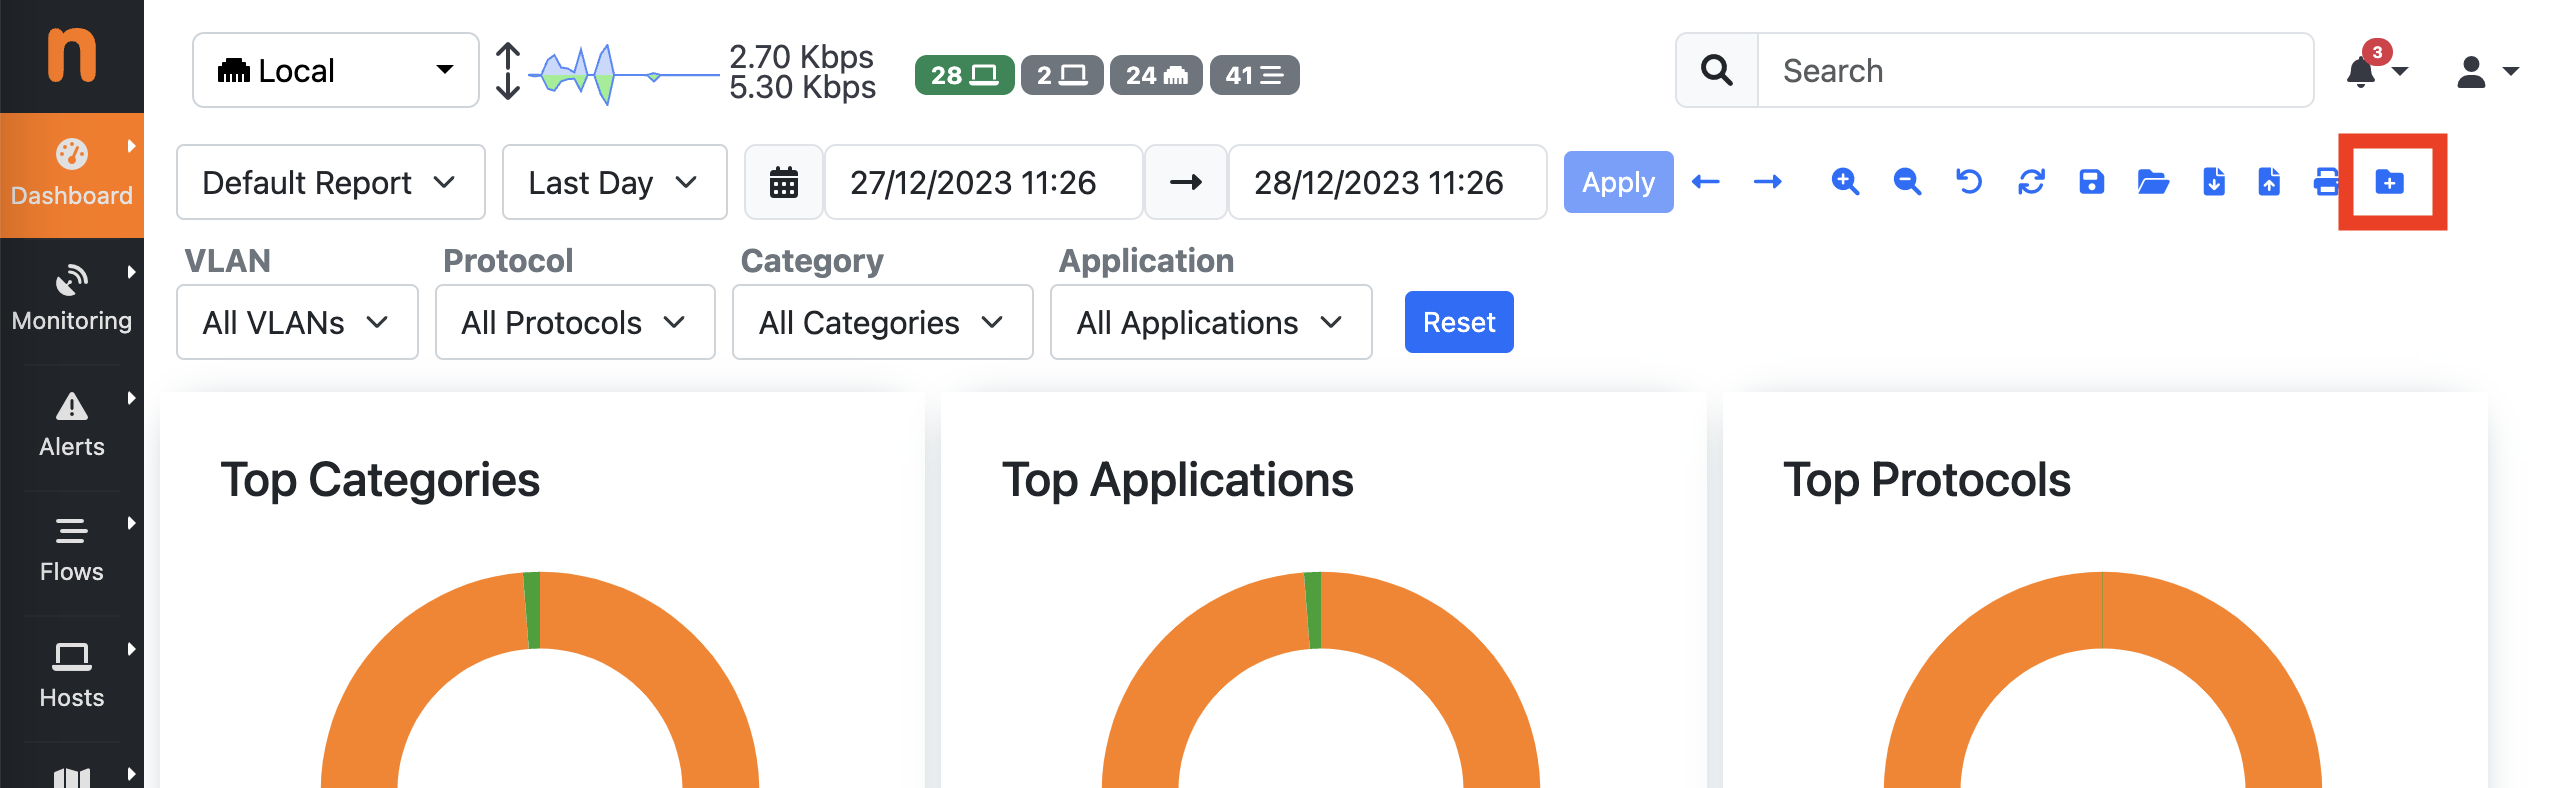 n
Local
2.70 Kbps
5.30 Kbps
28
2
24
41
Search
3
Default Report
Last Day
27/12/2023 11:26
28/12/2023 11:26
Apply
VLAN
Protocol
Category
Application
All VLANs
All Protocols
All Categories
All Applications
Reset
Dashboard
Monitoring
Alerts
Flows
Hosts
Top Categories
Top Applications
Top Protocols